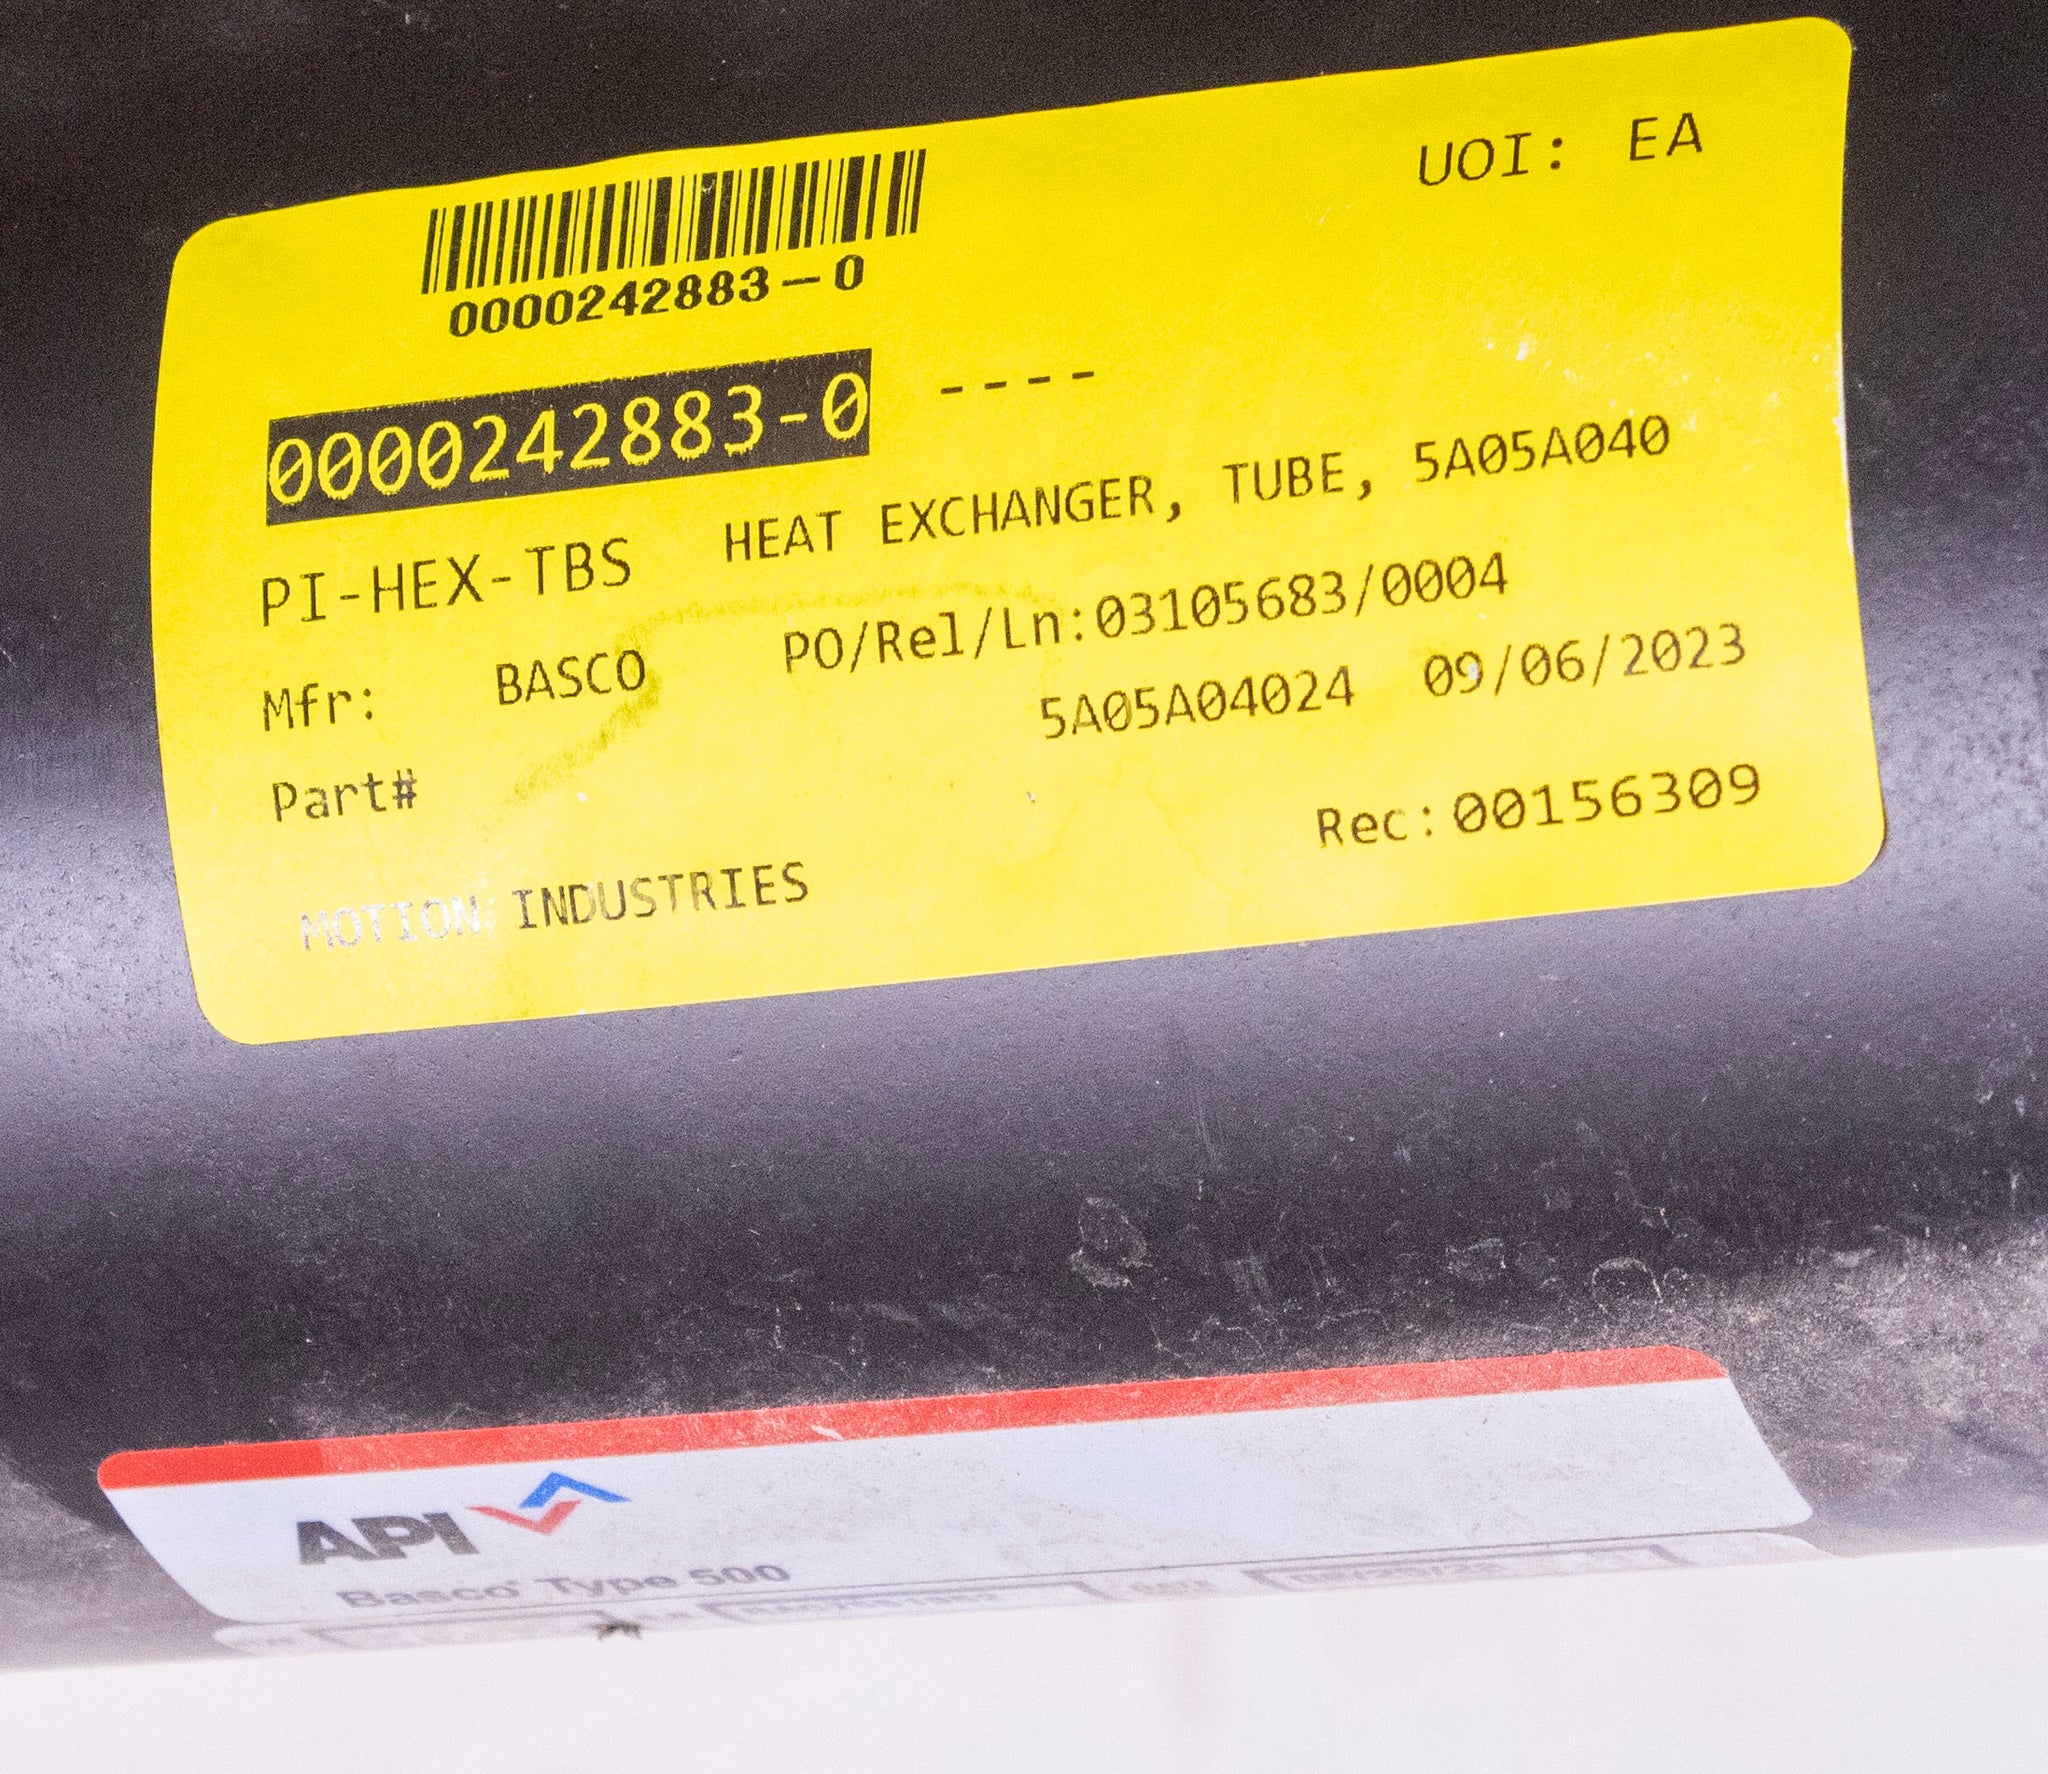 UOI: EA
0000242883-0
0000242883-0 ----
PI-HEX-TBS HEAT EXCHANGER, TUBE, 5A05A040
Mfr: BASCO PO/Rel/Ln:03105683/0004
Part# 5A05A04024 09/06/2023
MOTION INDUSTRIES Rec:00156309
API
Basco® Type 500